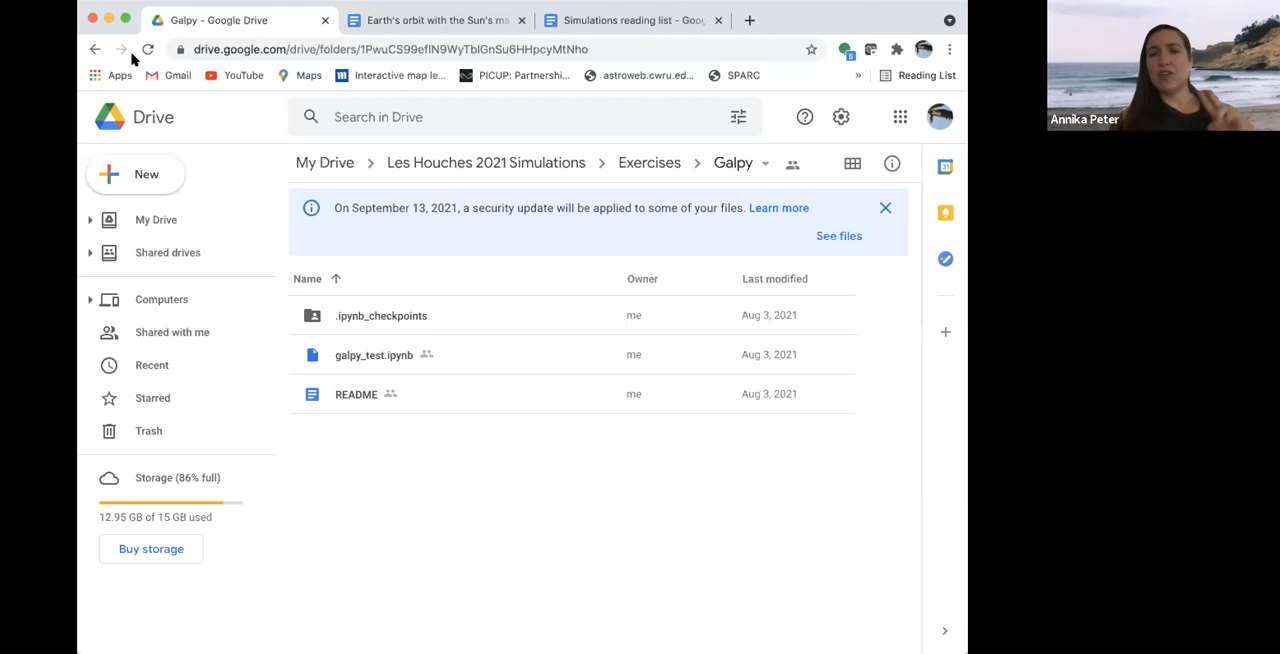 Galpy - Google Drive
Earth's orbit with the Sun's ma
Simulations reading list - Goog
drive.google.com/drive/folders/1PwuCS99efIN9WyTbIGnSu6HHpcyMtNho
6
Apps
Gmail
YouTube
Maps
Interactive map le...
PICUP: Partnershi...
astroweb.cwru.ed...
SPARC
»
Reading List
Annika Peter
Drive
Search in Drive
New
My Drive
Les Houches 2021 Simulations
Exercises
Galpy
31
On September 13, 2021, a security update will be applied to some of your files. Learn more
See files
My Drive
Shared drives
Computers
Shared with me
Recent
Starred
Trash
Storage (86% full)
12.95 GB of 15 GB used
Buy storage
Name
Owner
Last modified
.ipynb_checkpoints
me
Aug 3, 2021
galpy_test.ipynb
me
Aug 3, 2021
README
me
Aug 3, 2021